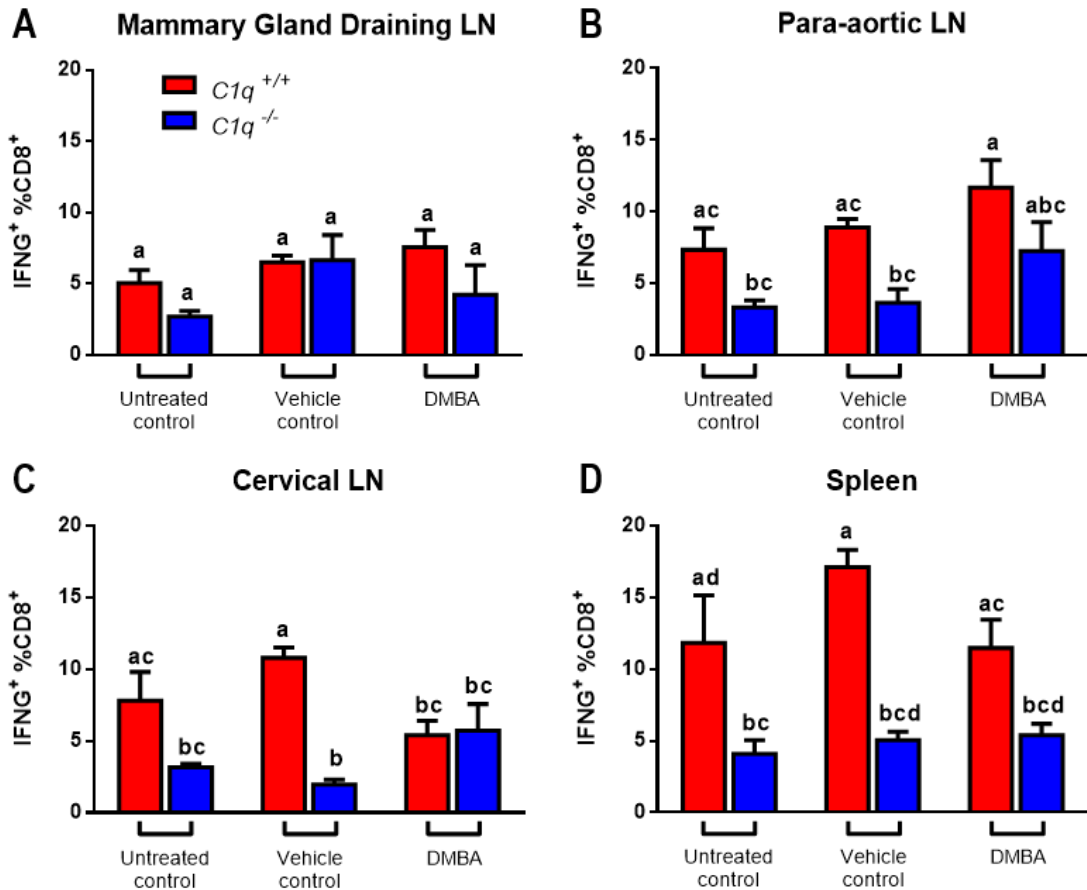 A Mammary Gland Draining LN
C1q +/+
C1q -/-
IFNG+ %CD8+
20
15
10
5
0
a
a
a
a
a
a
Untreated control
Vehicle control
DMBA
B Para-aortic LN
IFNG+ %CD8+
20
15
10
5
0
ac
bc
ac
bc
a
abc
Untreated control
Vehicle control
DMBA
C Cervical LN
IFNG+ %CD8+
20
15
10
5
0
ac
bc
a
b
bc
bc
Untreated control
Vehicle control
DMBA
D Spleen
IFNG+ %CD8+
20
15
10
5
0
ad
bc
a
bcd
ac
bcd
Untreated control
Vehicle control
DMBA